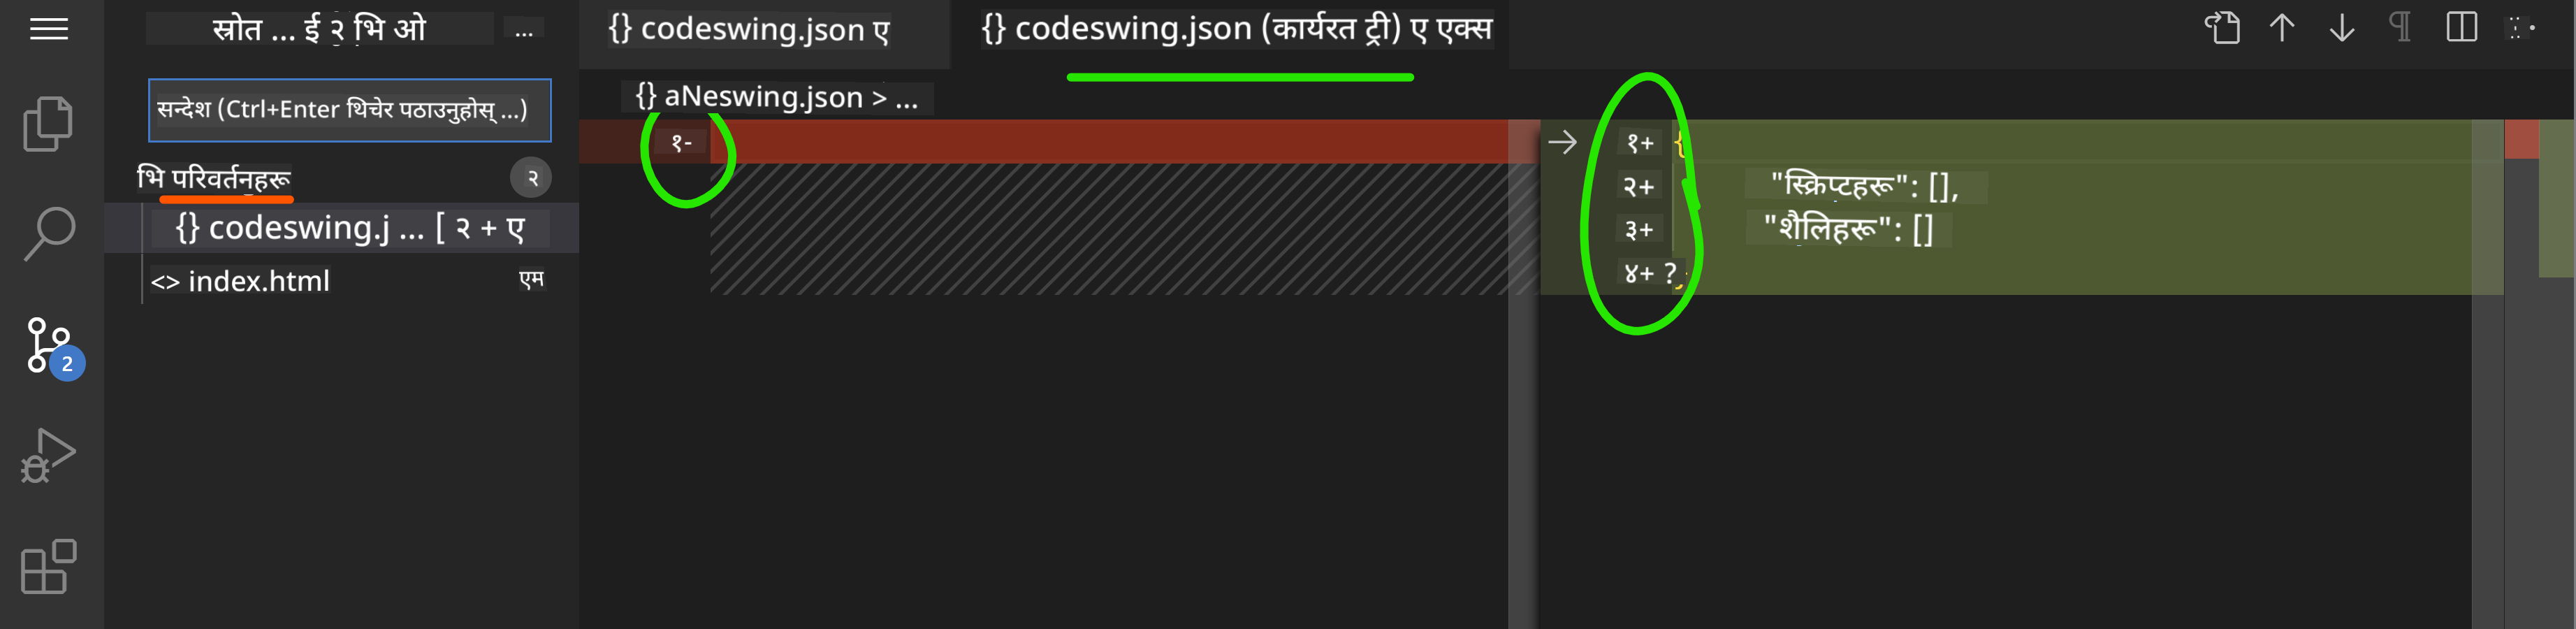 स्रोत ... ई २ भि ओ ...
सन्देश (Ctrl+Enter थिचेर पठाउनुहोस् ...)
भि परिवर्तनहरू २
{} codeswing.j ... [ २ + ए
<> index.html एम
2
{} codeswing.json ए
{} codeswing.json (कार्यरत ट्री) ए एक्स
{} aNeswing.json > ...
१-
१+ {
२+ "स्क्रिप्टहरू": [],
३+ "शैलिहरू": []
४+ ?